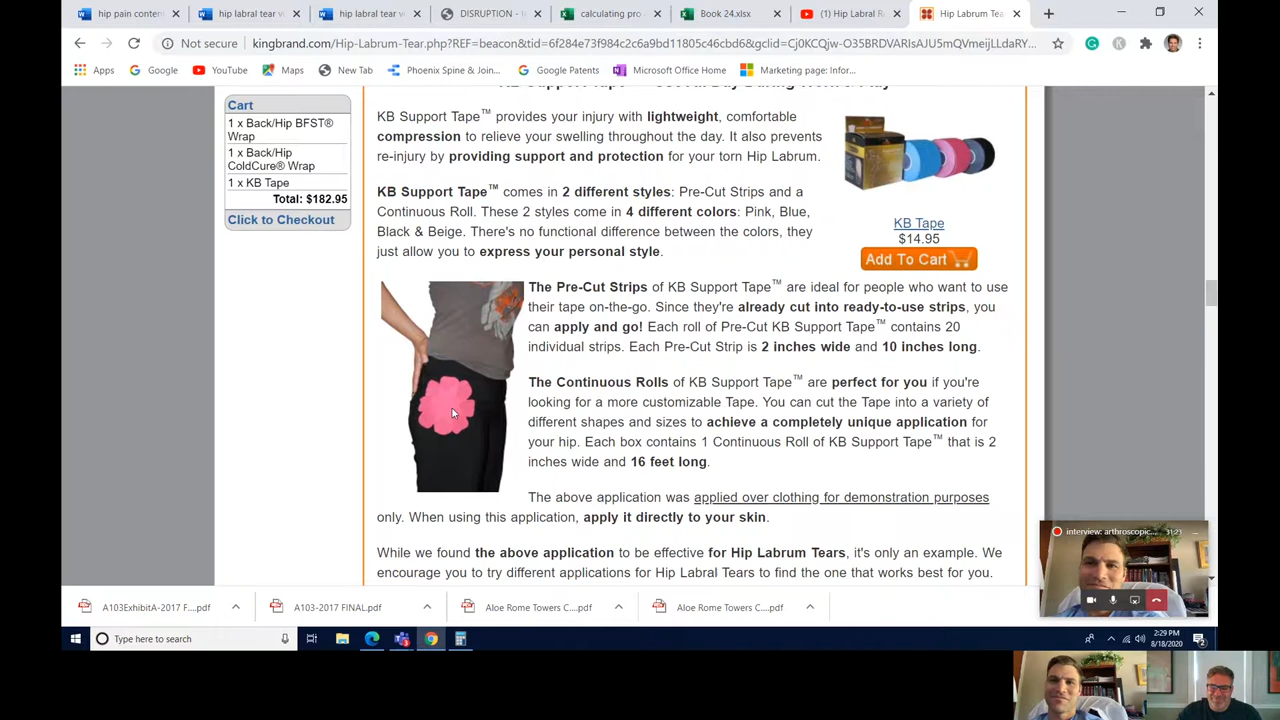 hip pain content
hip labral tear vi
hip labral tear vi
DISRUPTION - I
calculating pro
Book 24.xlsx
(1) Hip Labral R
Hip Labrum Tea
Not secure
kingbrand.com/Hip-Labrum-Tear.php?REF=beacon&tid=6f284e73f984c2c6a9bd11805c46cbd6&gclid=Cj0KCQjw-O35BRDVARIsAJU5mQVmeijLLdaRY...
Apps
Google
YouTube
Maps
New Tab
Phoenix Spine & Join...
Google Patents
Microsoft Office Home
Marketing page: Infor...
Cart
1 x Back/Hip BFST®
Wrap
1 x Back/Hip
ColdCure® Wrap
1 x KB Tape
Total: $182.95
Click to Checkout
KB Support Tape™ provides your injury with lightweight, comfortable
compression to relieve your swelling throughout the day. It also prevents
re-injury by providing support and protection for your torn Hip Labrum.
KB Support Tape™ comes in 2 different styles: Pre-Cut Strips and a
Continuous Roll. These 2 styles come in 4 different colors: Pink, Blue,
Black & Beige. There's no functional difference between the colors, they
just allow you to express your personal style.
KB Tape
$14.95
Add To Cart
The Pre-Cut Strips of KB Support Tape™ are ideal for people who want to use
their tape on-the-go. Since they're already cut into ready-to-use strips, you
can apply and go! Each roll of Pre-Cut KB Support Tape™ contains 20
individual strips. Each Pre-Cut Strip is 2 inches wide and 10 inches long.
The Continuous Rolls of KB Support Tape™ are perfect for you if you're
looking for a more customizable Tape. You can cut the Tape into a variety of
different shapes and sizes to achieve a completely unique application for
your hip. Each box contains 1 Continuous Roll of KB Support Tape™ that is 2
inches wide and 16 feet long.
The above application was applied over clothing for demonstration purposes
only. When using this application, apply it directly to your skin.
While we found the above application to be effective for Hip Labrum Tears, it's only an example. We
encourage you to try different applications for Hip Labral Tears to find the one that works best for you.
interview: arthroscopic...
31:23
A103ExhibitA-2017 F....pdf
A103-2017 FINAL.pdf
Aloe Rome Towers C....pdf
Aloe Rome Towers C....pdf
Type here to search
2:29 PM
8/18/2020